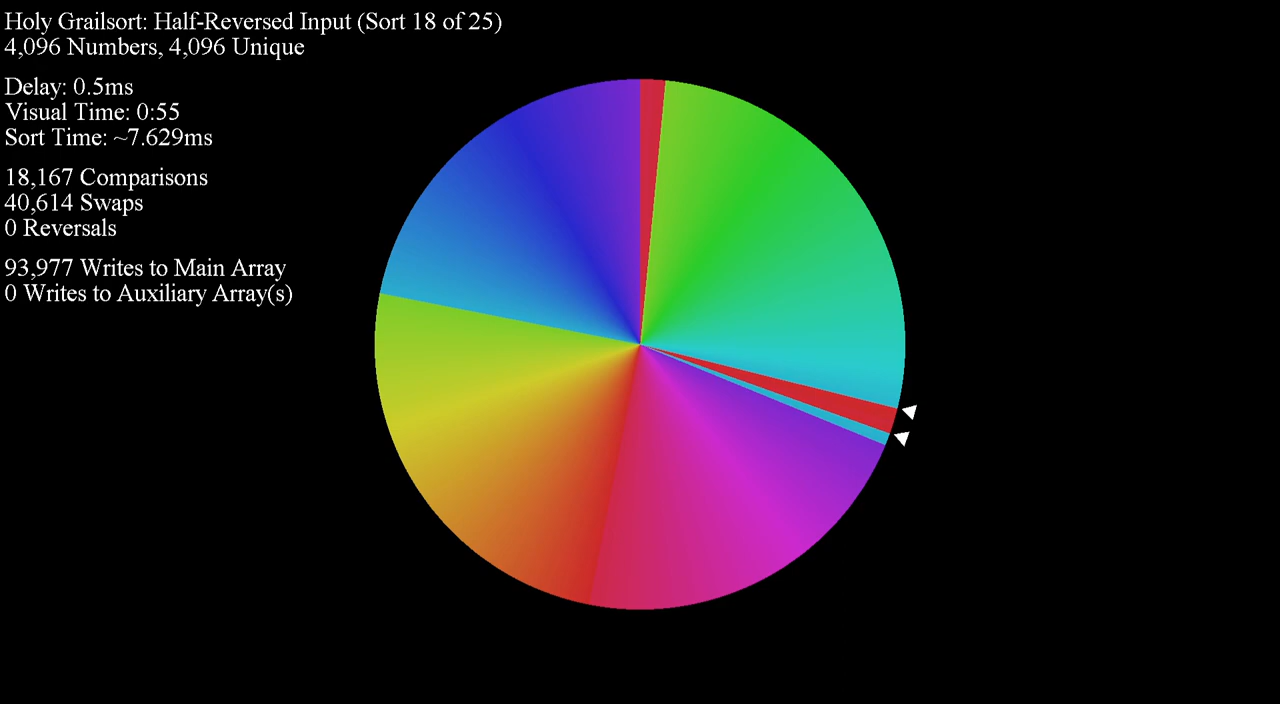 Holy Grailsort: Half-Reversed Input (Sort 18 of 25)
4,096 Numbers, 4,096 Unique
Delay: 0.5ms
Visual Time: 0:55
Sort Time: ~7.629ms
18,167 Comparisons
40,614 Swaps
0 Reversals
93,977 Writes to Main Array
0 Writes to Auxiliary Array(s)